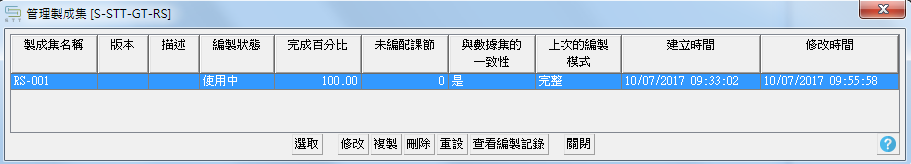 管理製成集 [S-STT-GT-RS]
製成集名稱 版本 描述 編製狀態 完成百分比 未編配課節 與數據集的一致性 上次的編製模式 建立時間 修改時間
RS-001 使用中 100.00 0 是 完整 10/07/2017 09:33:02 10/07/2017 09:55:58
選取 修改 複製 刪除 重設 查看編製記錄 關閉 ?